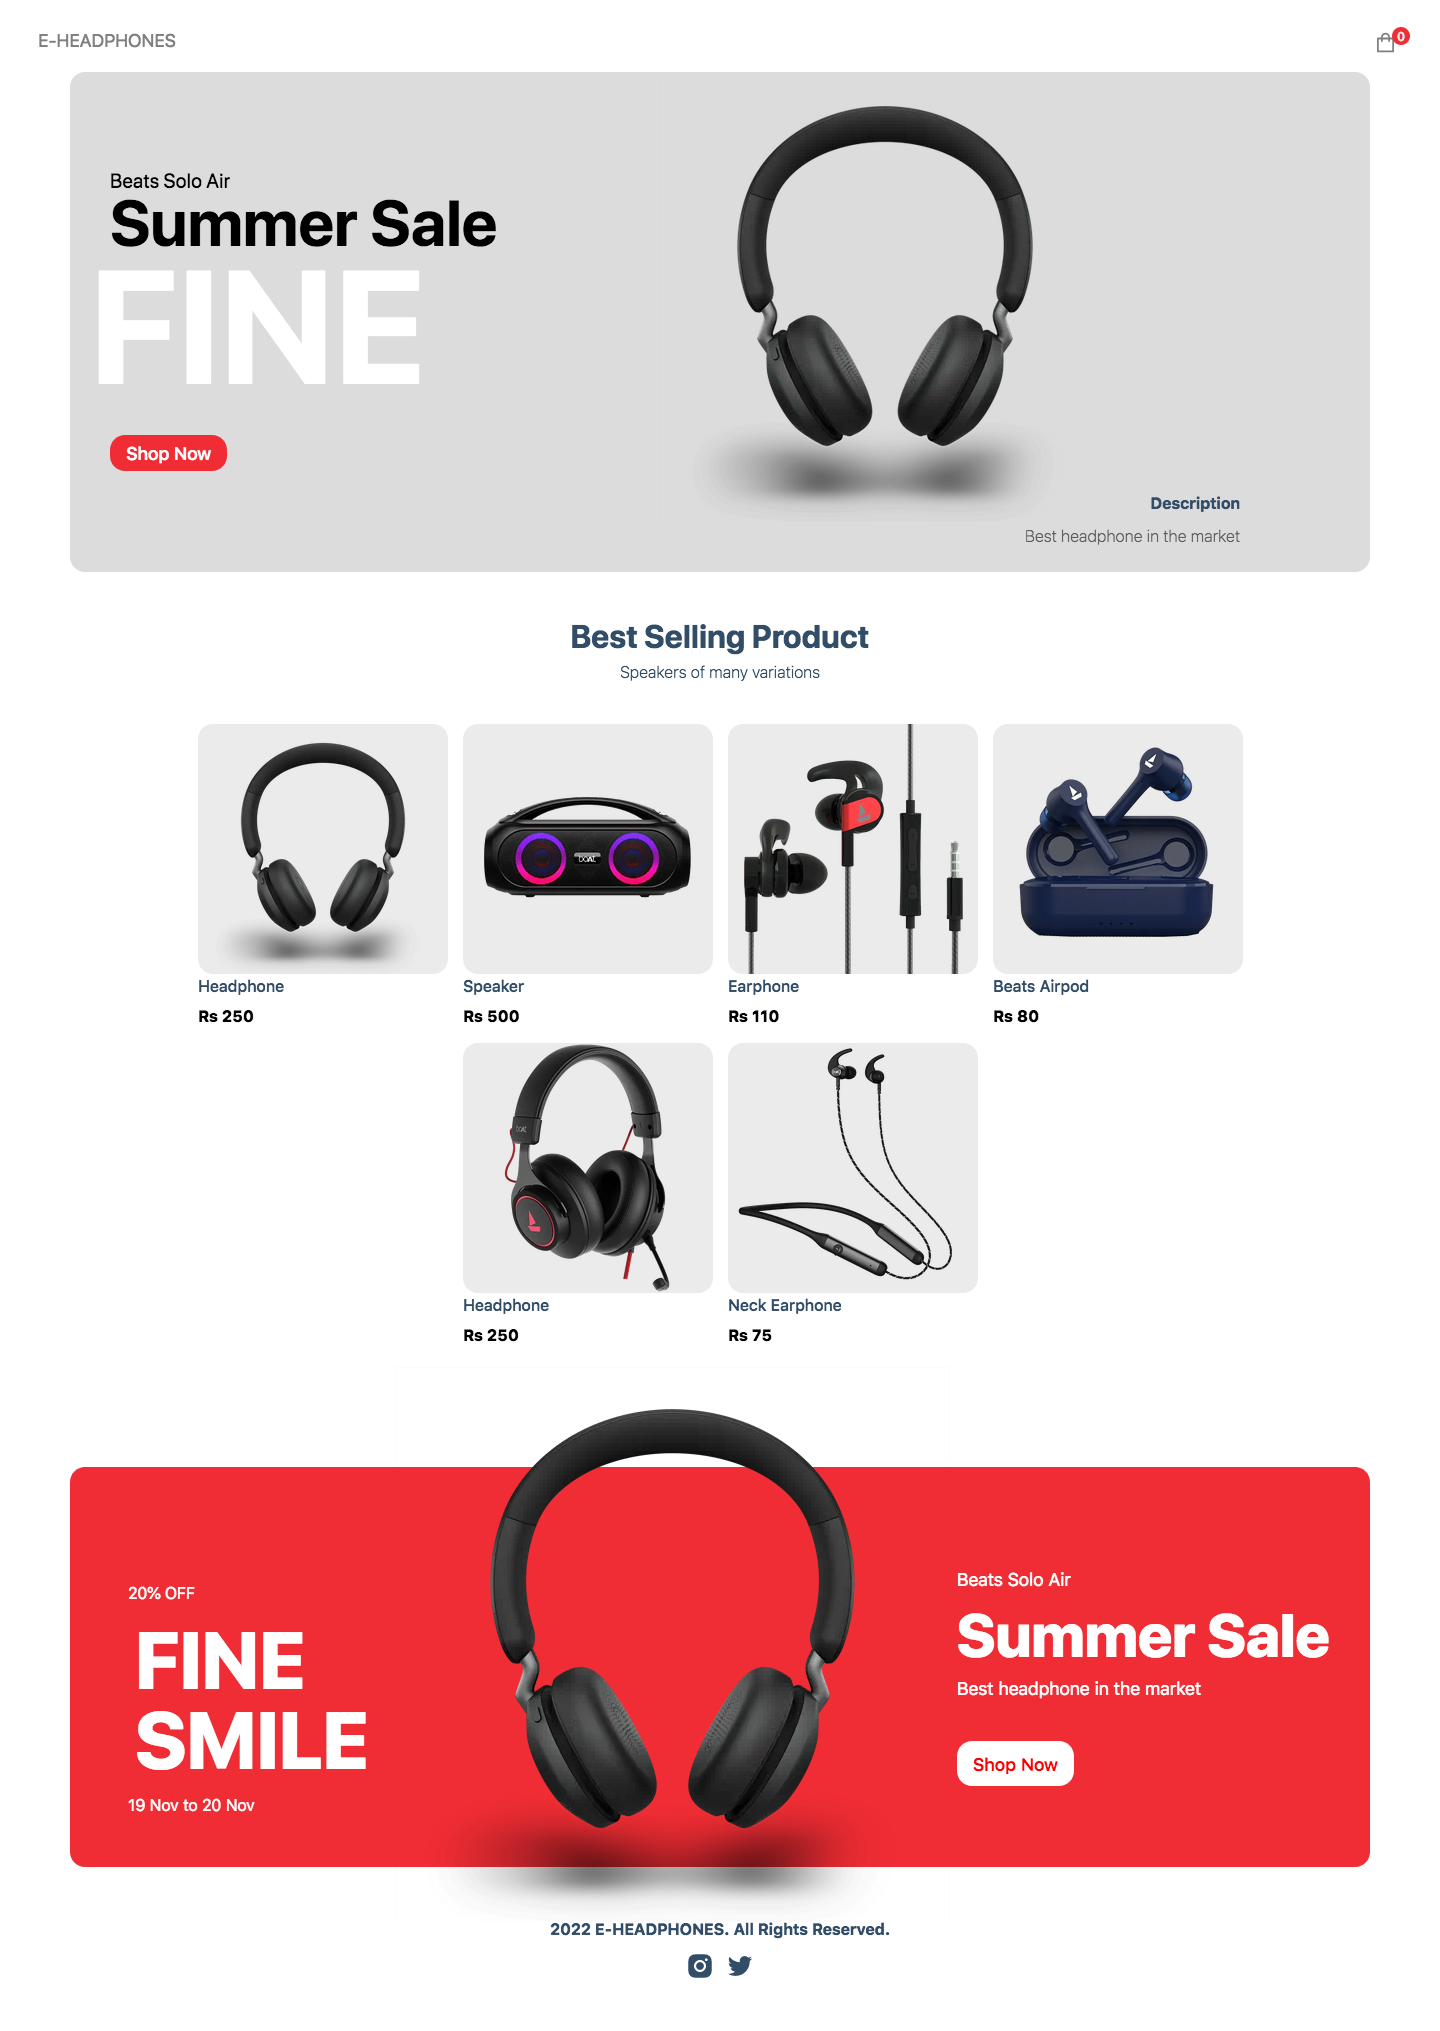 E-HEADPHONES
0
Beats Solo Air
Summer Sale
FINE
Shop Now
Description
Best headphone in the market
Best Selling Product
Speakers of many variations
boAt
Headphone
Speaker
Earphone
Beats Airpod
Rs 250
Rs 500
Rs 110
Rs 80
boAt
Headphone
Neck Earphone
Rs 250
Rs 75
20% OFF
FINE
SMILE
19 Nov to 20 Nov
Beats Solo Air
Summer Sale
Best headphone in the market
Shop Now
2022 E-HEADPHONES. All Rights Reserved.